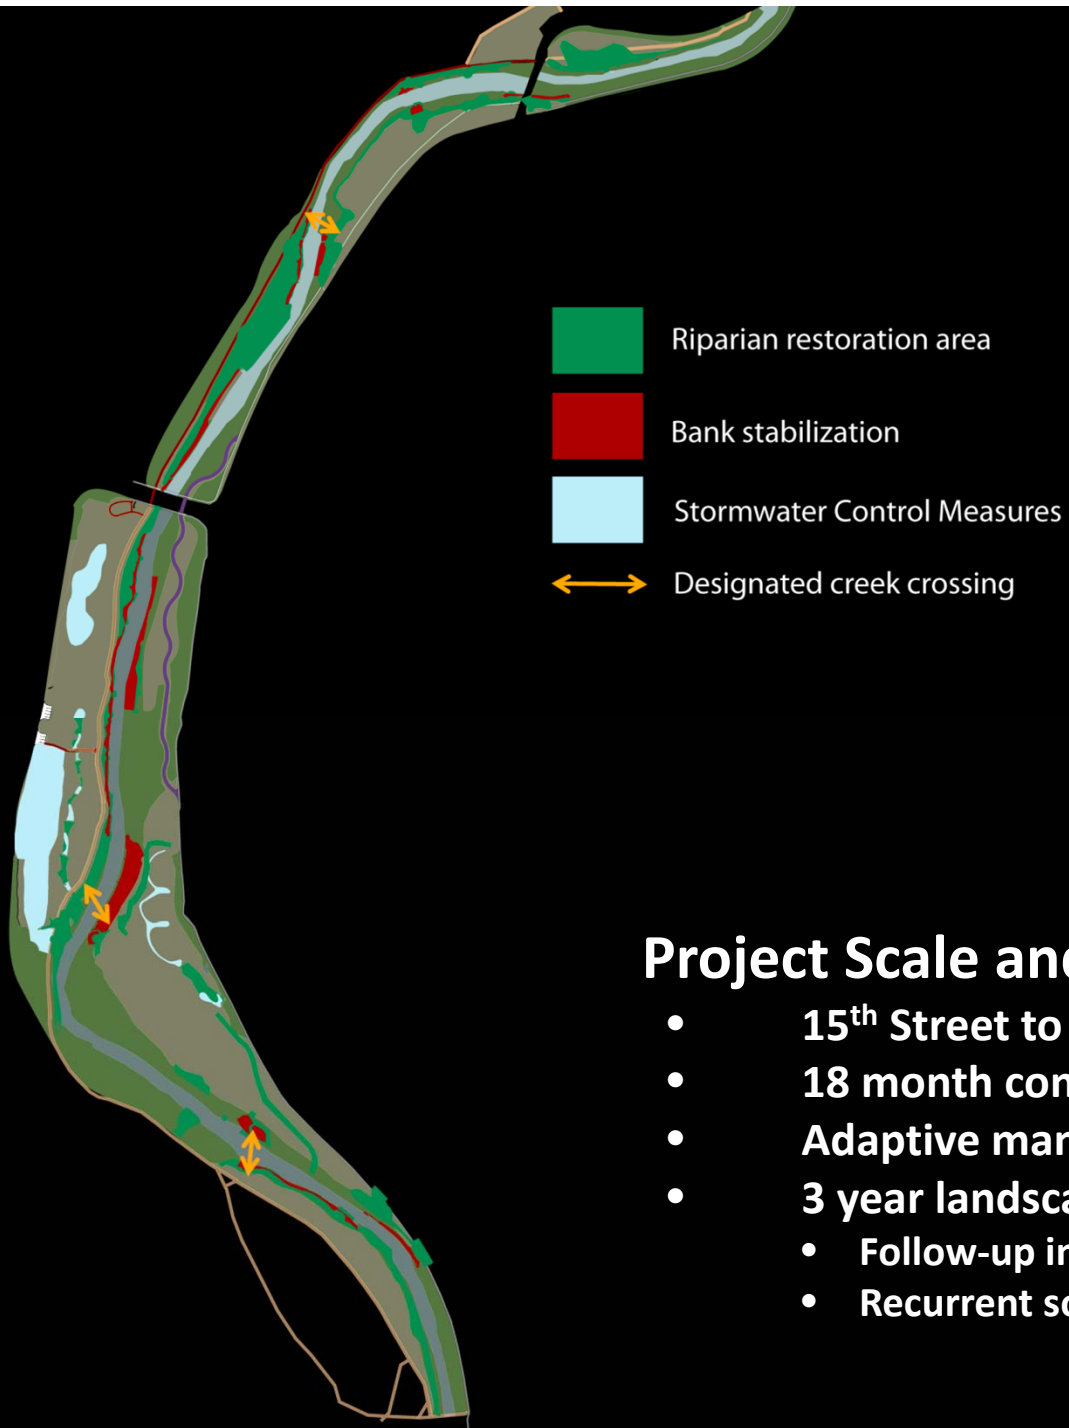 Riparian restoration area
Bank stabilization
Stormwater Control Measures
Designated creek crossing
Project Scale and
• 15th Street to
• 18 month con
• Adaptive man
• 3 year landsca
• Follow-up in
• Recurrent so